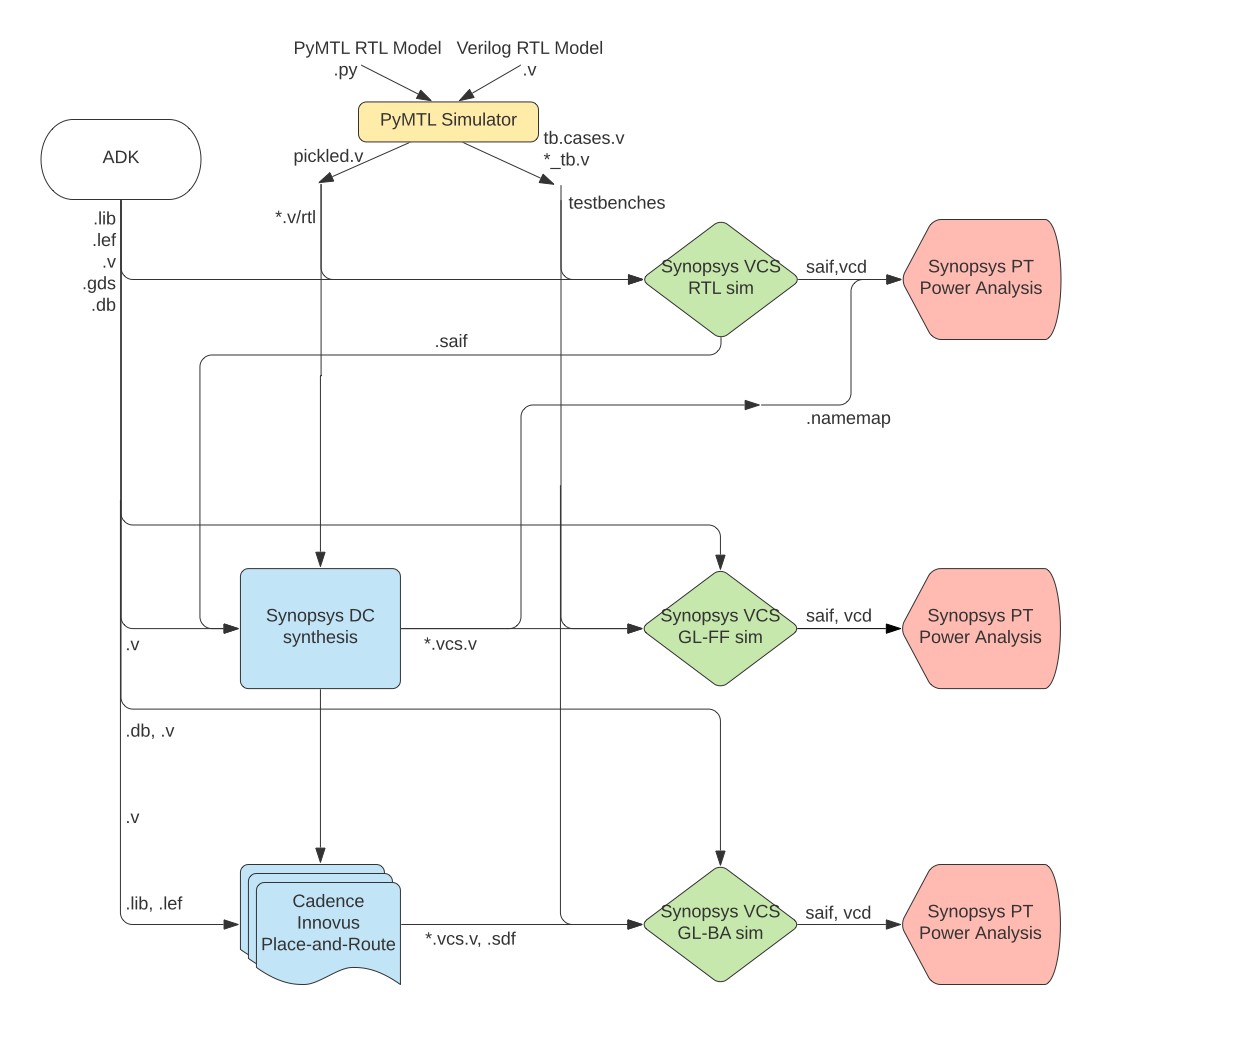 PyMTL RTL Model
Verilog RTL Model
.py
.v
PyMTL Simulator
tb.cases.v
*_tb.v
pickled.v
ADK
*.v/rtl
testbenches
.lib
.lef
.v
.gds
.db
Synopsys VCS
RTL sim
saif,vcd
Synopsys PT
Power Analysis
.saif
.namemap
Synopsys DC
synthesis
.v
*.vcs.v
Synopsys VCS
GL-FF sim
saif, vcd
Synopsys PT
Power Analysis
.db, .v
.v
.lib, .lef
Cadence
Innovus
Place-and-Route
*.vcs.v, .sdf
Synopsys VCS
GL-BA sim
saif, vcd
Synopsys PT
Power Analysis